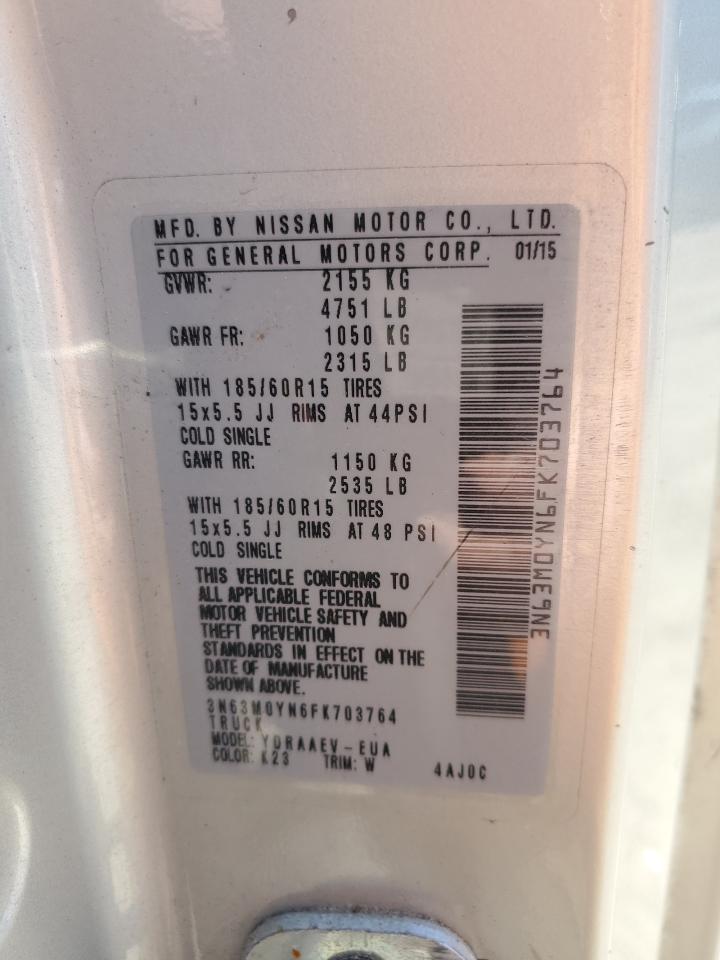 MFD. BY NISSAN MOTOR CO., LTD.
FOR GENERAL MOTORS CORP. 01/15
GVWR: 2155 KG
4751 LB
GAWR FR: 1050 KG
2315 LB
WITH 185/60R15 TIRES
15x5.5 JJ RIMS AT 44PSI
COLD SINGLE
GAWR RR: 1150 KG
2535 LB
WITH 185/60R15 TIRES
15x5.5 JJ RIMS AT 48 PSI
COLD SINGLE
THIS VEHICLE CONFORMS TO
ALL APPLICABLE FEDERAL
MOTOR VEHICLE SAFETY AND
THEFT PREVENTION
STANDARDS IN EFFECT ON THE
DATE OF MANUFACTURE
SHOWN ABOVE.
3N63M0YN6FK703764
TRUCK
MODEL: YDRAAEV-EUA
COLOR: K23 TRIM: W 4AJ0C
3N63M0YN6FK703764